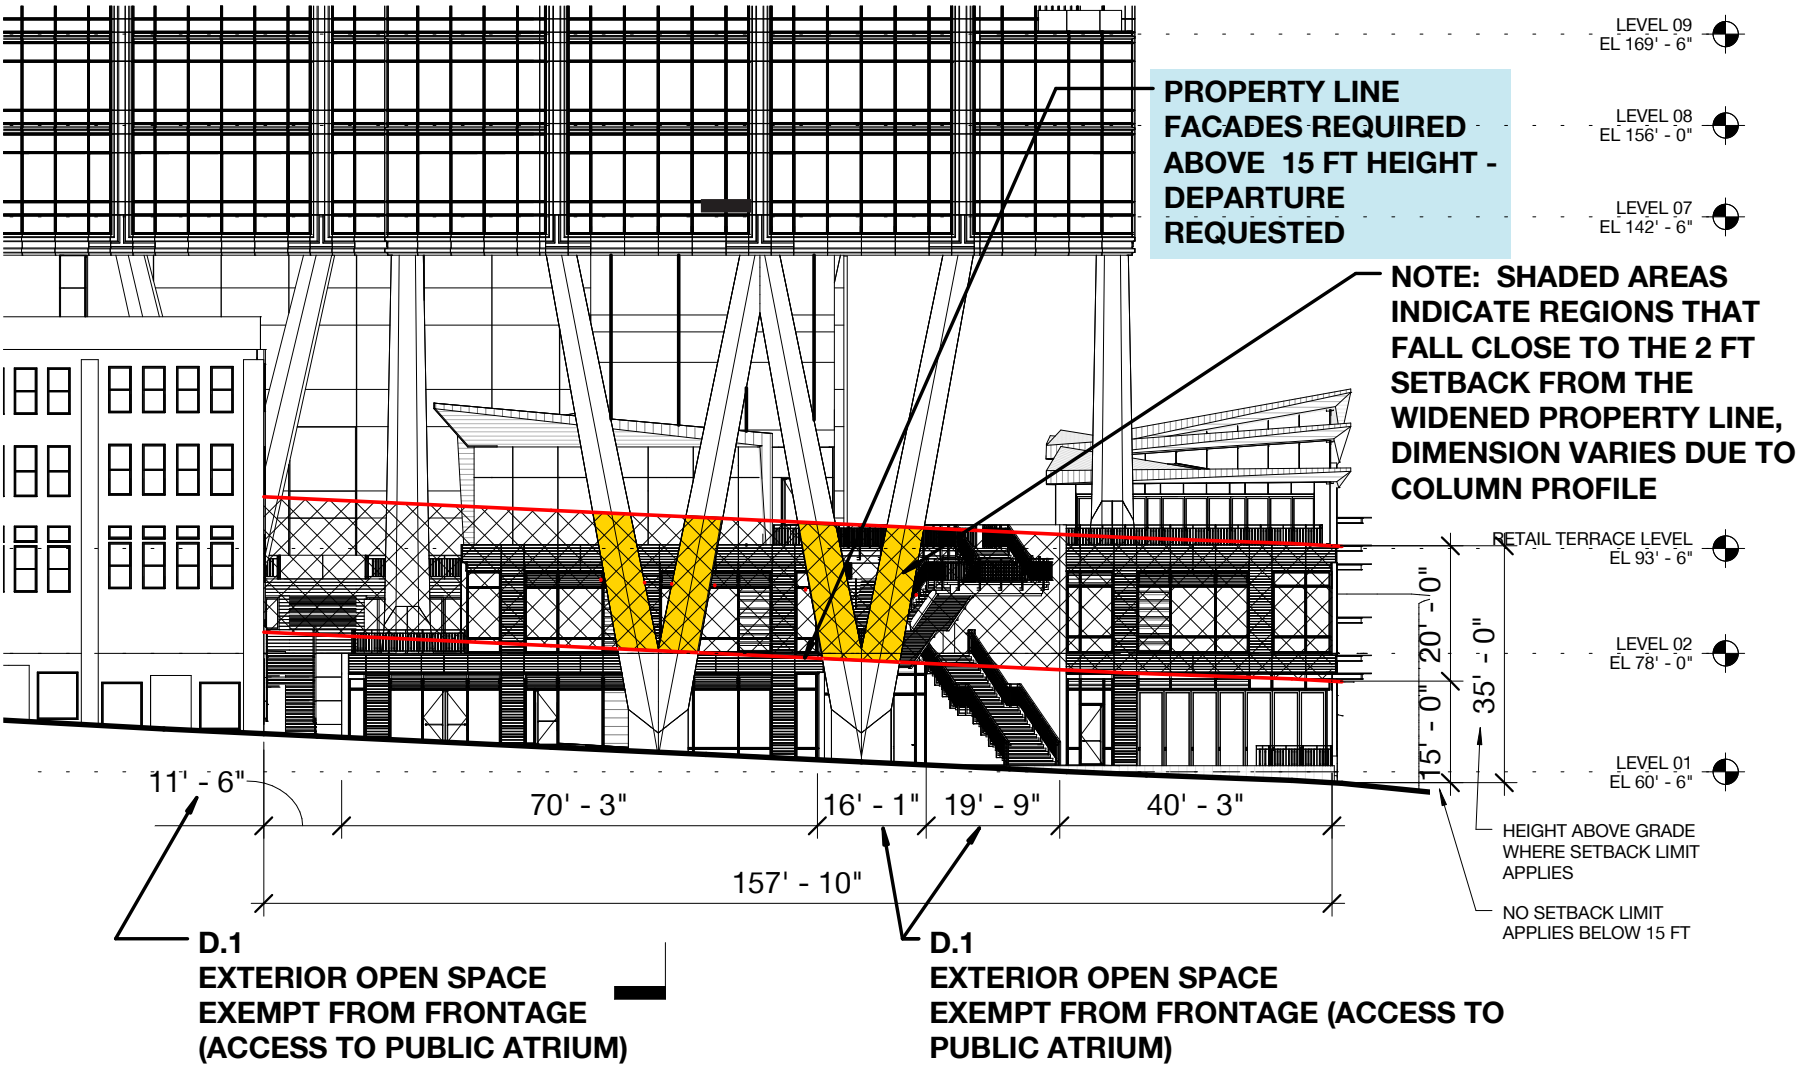 LEVEL 09
EL 169' - 6"
PROPERTY LINE
FACADES REQUIRED
ABOVE 15 FT HEIGHT -
DEPARTURE
REQUESTED
LEVEL 08
EL 156' - 0"
LEVEL 07
EL 142' - 6"
NOTE: SHADED AREAS
INDICATE REGIONS THAT
FALL CLOSE TO THE 2 FT
SETBACK FROM THE
WIDENED PROPERTY LINE,
DIMENSION VARIES DUE TO
COLUMN PROFILE
RETAIL TERRACE LEVEL
EL 93' - 6"
20' - 0"
35' - 0"
15' - 0"
LEVEL 02
EL 78' - 0"
LEVEL 01
EL 60' - 6"
11' - 6"
70' - 3"
16' - 1"
19' - 9"
40' - 3"
157' - 10"
HEIGHT ABOVE GRADE
WHERE SETBACK LIMIT
APPLIES
NO SETBACK LIMIT
APPLIES BELOW 15 FT
D.1
EXTERIOR OPEN SPACE
EXEMPT FROM FRONTAGE
(ACCESS TO PUBLIC ATRIUM)
D.1
EXTERIOR OPEN SPACE
EXEMPT FROM FRONTAGE (ACCESS TO
PUBLIC ATRIUM)